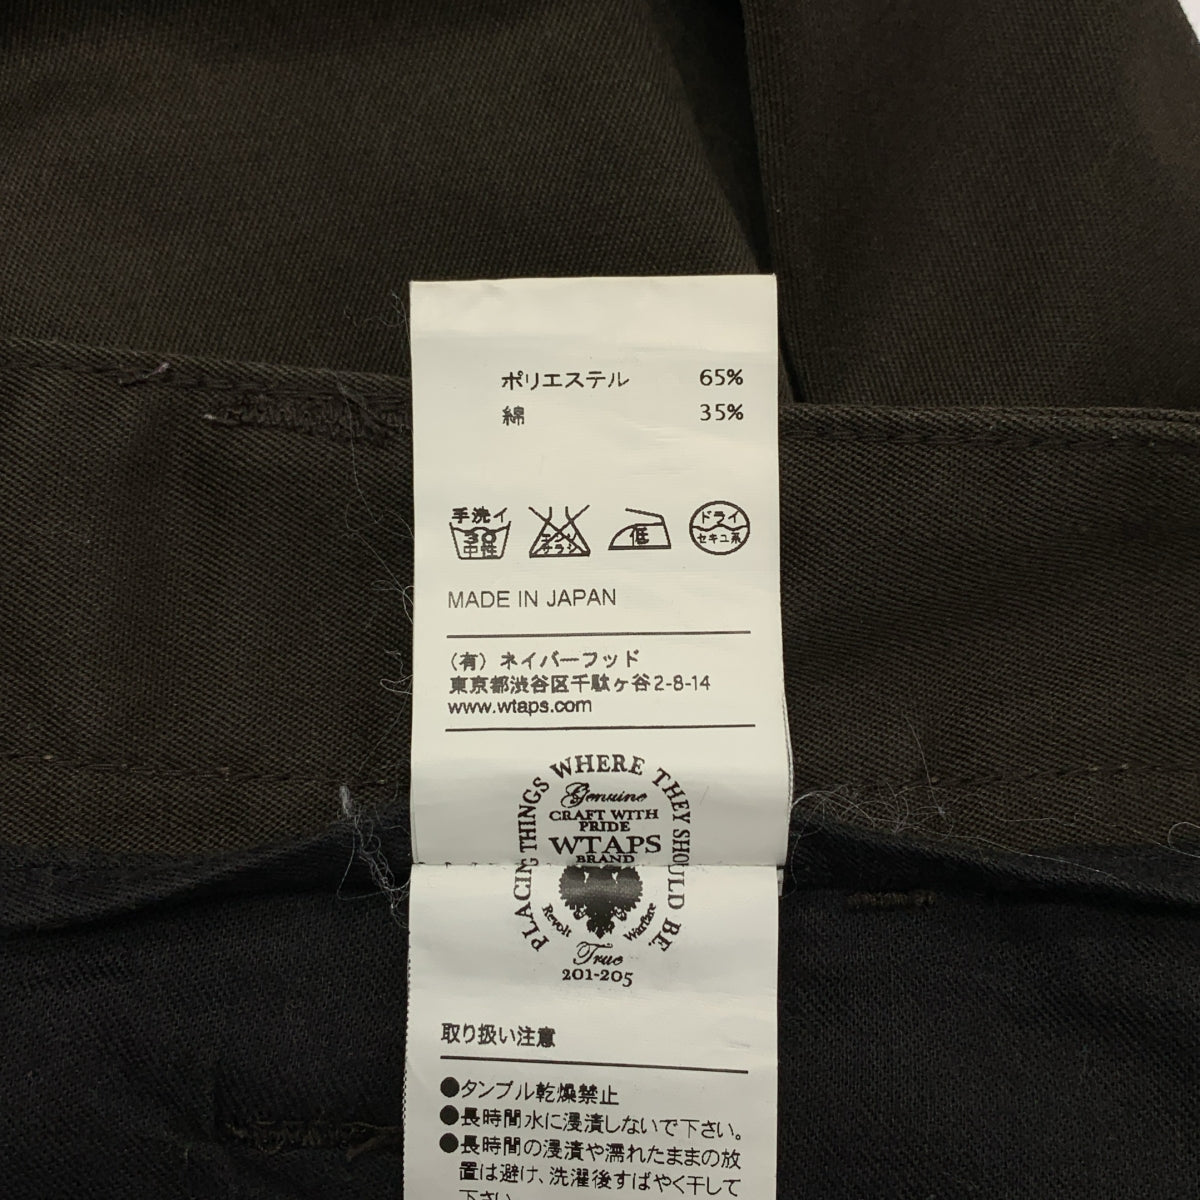 ポリエステル 65%
綿 35%
手洗イ
30
中性
エンソ
サラシ
低
ドライ
セキユ系
MADE IN JAPAN
(有) ネイバーフッド
東京都渋谷区千駄ヶ谷2-8-14
www.wtaps.com
PLACING THINGS WHERE THEY SHOULD BE.
Genuine
CRAFT WITH
PRIDE
WTAPS
BRAND
Revolt Warfare
True
201-205
取り扱い注意
●タンブル乾燥禁止
●長時間水に浸漬しないで下さい。
●長時間の浸漬や濡れたままの放
置は避け、洗濯後すばやく干して
下さい。